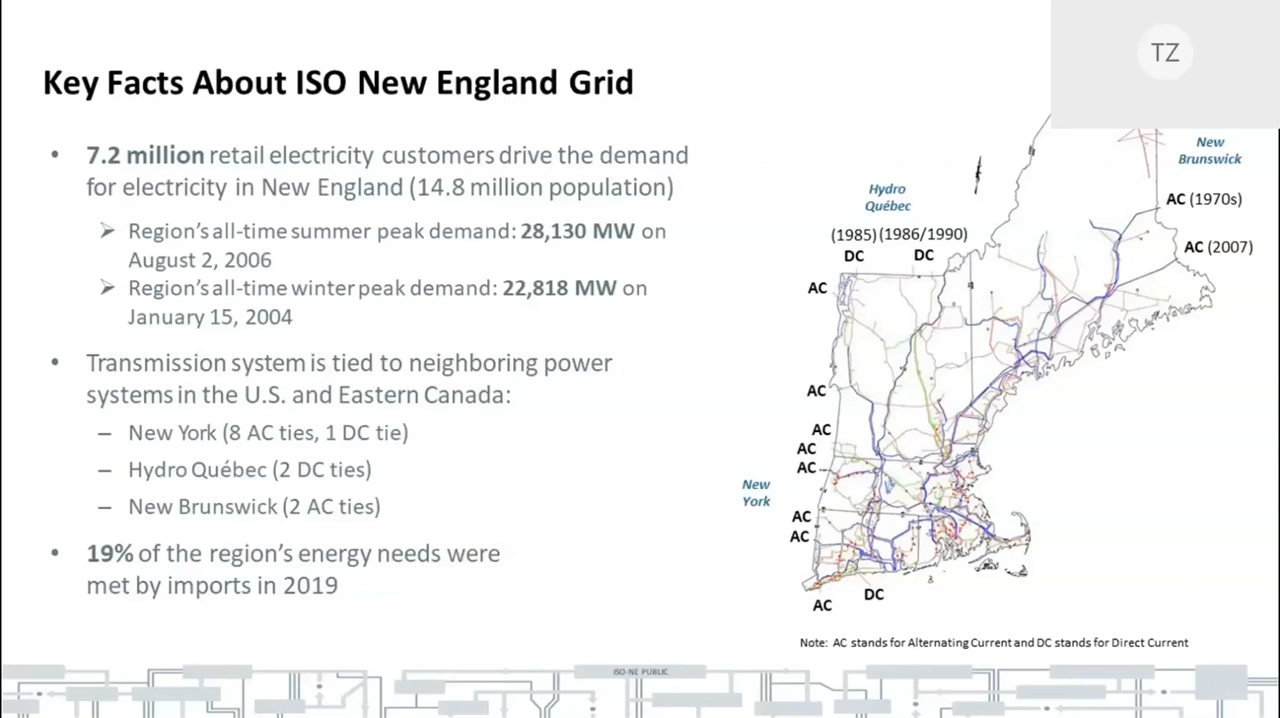 TZ
Key Facts About ISO New England Grid
• 7.2 million retail electricity customers drive the demand
for electricity in New England (14.8 million population)
➢ Region's all-time summer peak demand: 28,130 MW on
August 2, 2006
➢ Region's all-time winter peak demand: 22,818 MW on
January 15, 2004
• Transmission system is tied to neighboring power
systems in the U.S. and Eastern Canada:
– New York (8 AC ties, 1 DC tie)
– Hydro Québec (2 DC ties)
– New Brunswick (2 AC ties)
• 19% of the region's energy needs were
met by imports in 2019
New
Brunswick
AC (1970s)
AC (2007)
Hydro
Québec
(1985) (1986/1990)
DC DC
AC
AC
AC
AC
AC
New
York
AC
AC
DC
AC
Note: AC stands for Alternating Current and DC stands for Direct Current
ISO-NE PUBLIC